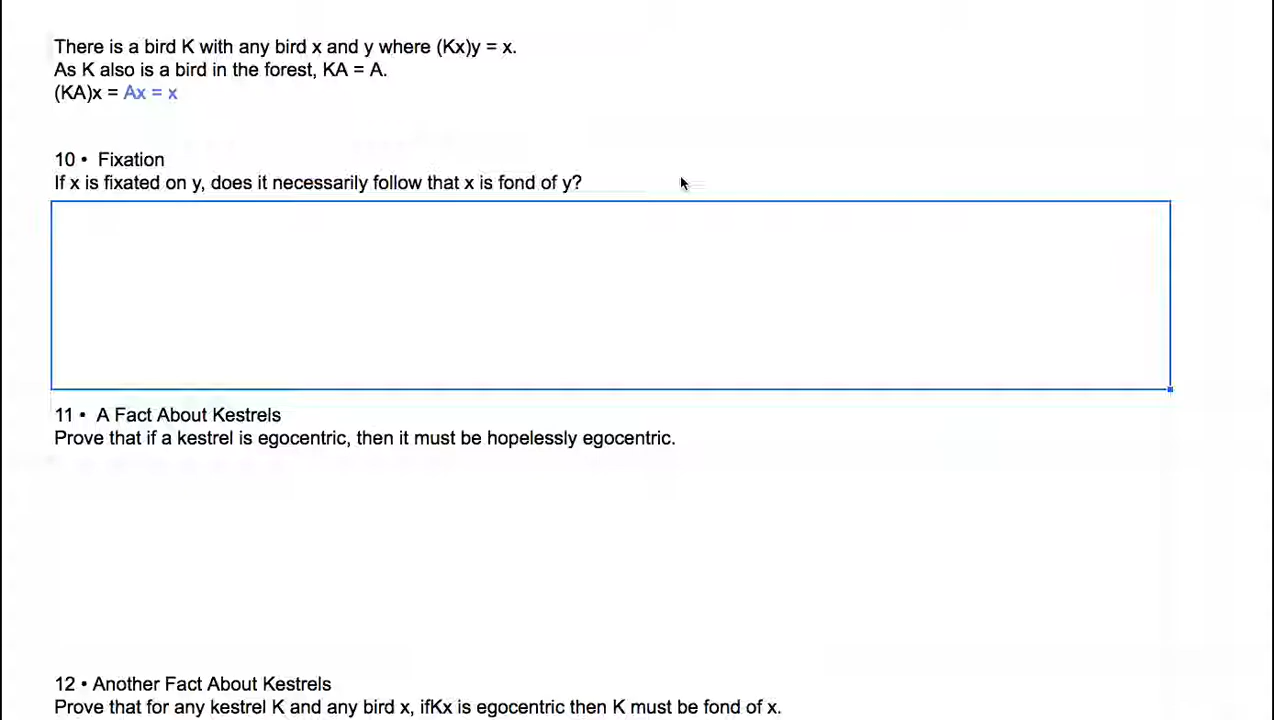 There is a bird K with any bird x and y where (Kx)y = x.
As K also is a bird in the forest, KA = A.
(KA)x = Ax = x
10 • Fixation
If x is fixated on y, does it necessarily follow that x is fond of y?
11 • A Fact About Kestrels
Prove that if a kestrel is egocentric, then it must be hopelessly egocentric.
12 • Another Fact About Kestrels
Prove that for any kestrel K and any bird x, ifKx is egocentric then K must be fond of x.